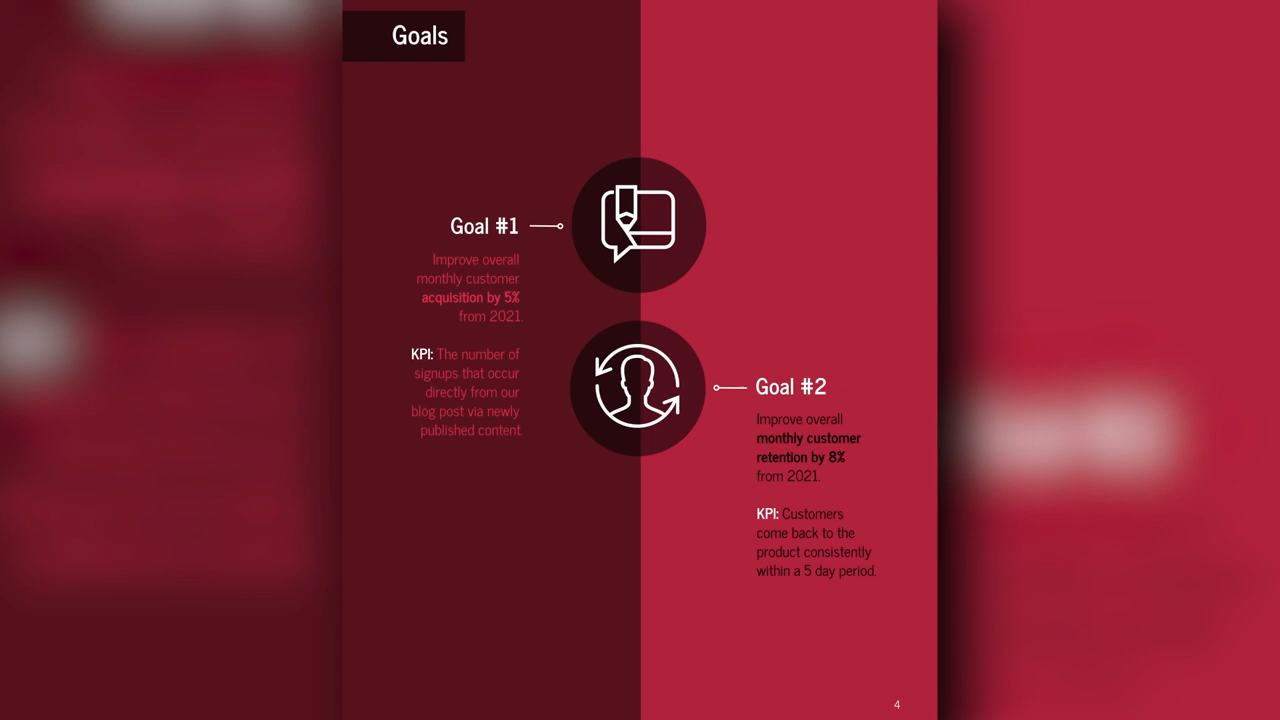 Goals
Goal #1
Improve overall
monthly customer
acquisition by 5%
from 2021.
KPI: The number of
signups that occur
directly from our
blog post via newly
published content.
Goal #2
Improve overall
monthly customer
retention by 8%
from 2021.
KPI: Customers
come back to the
product consistently
within a 5 day period.
4